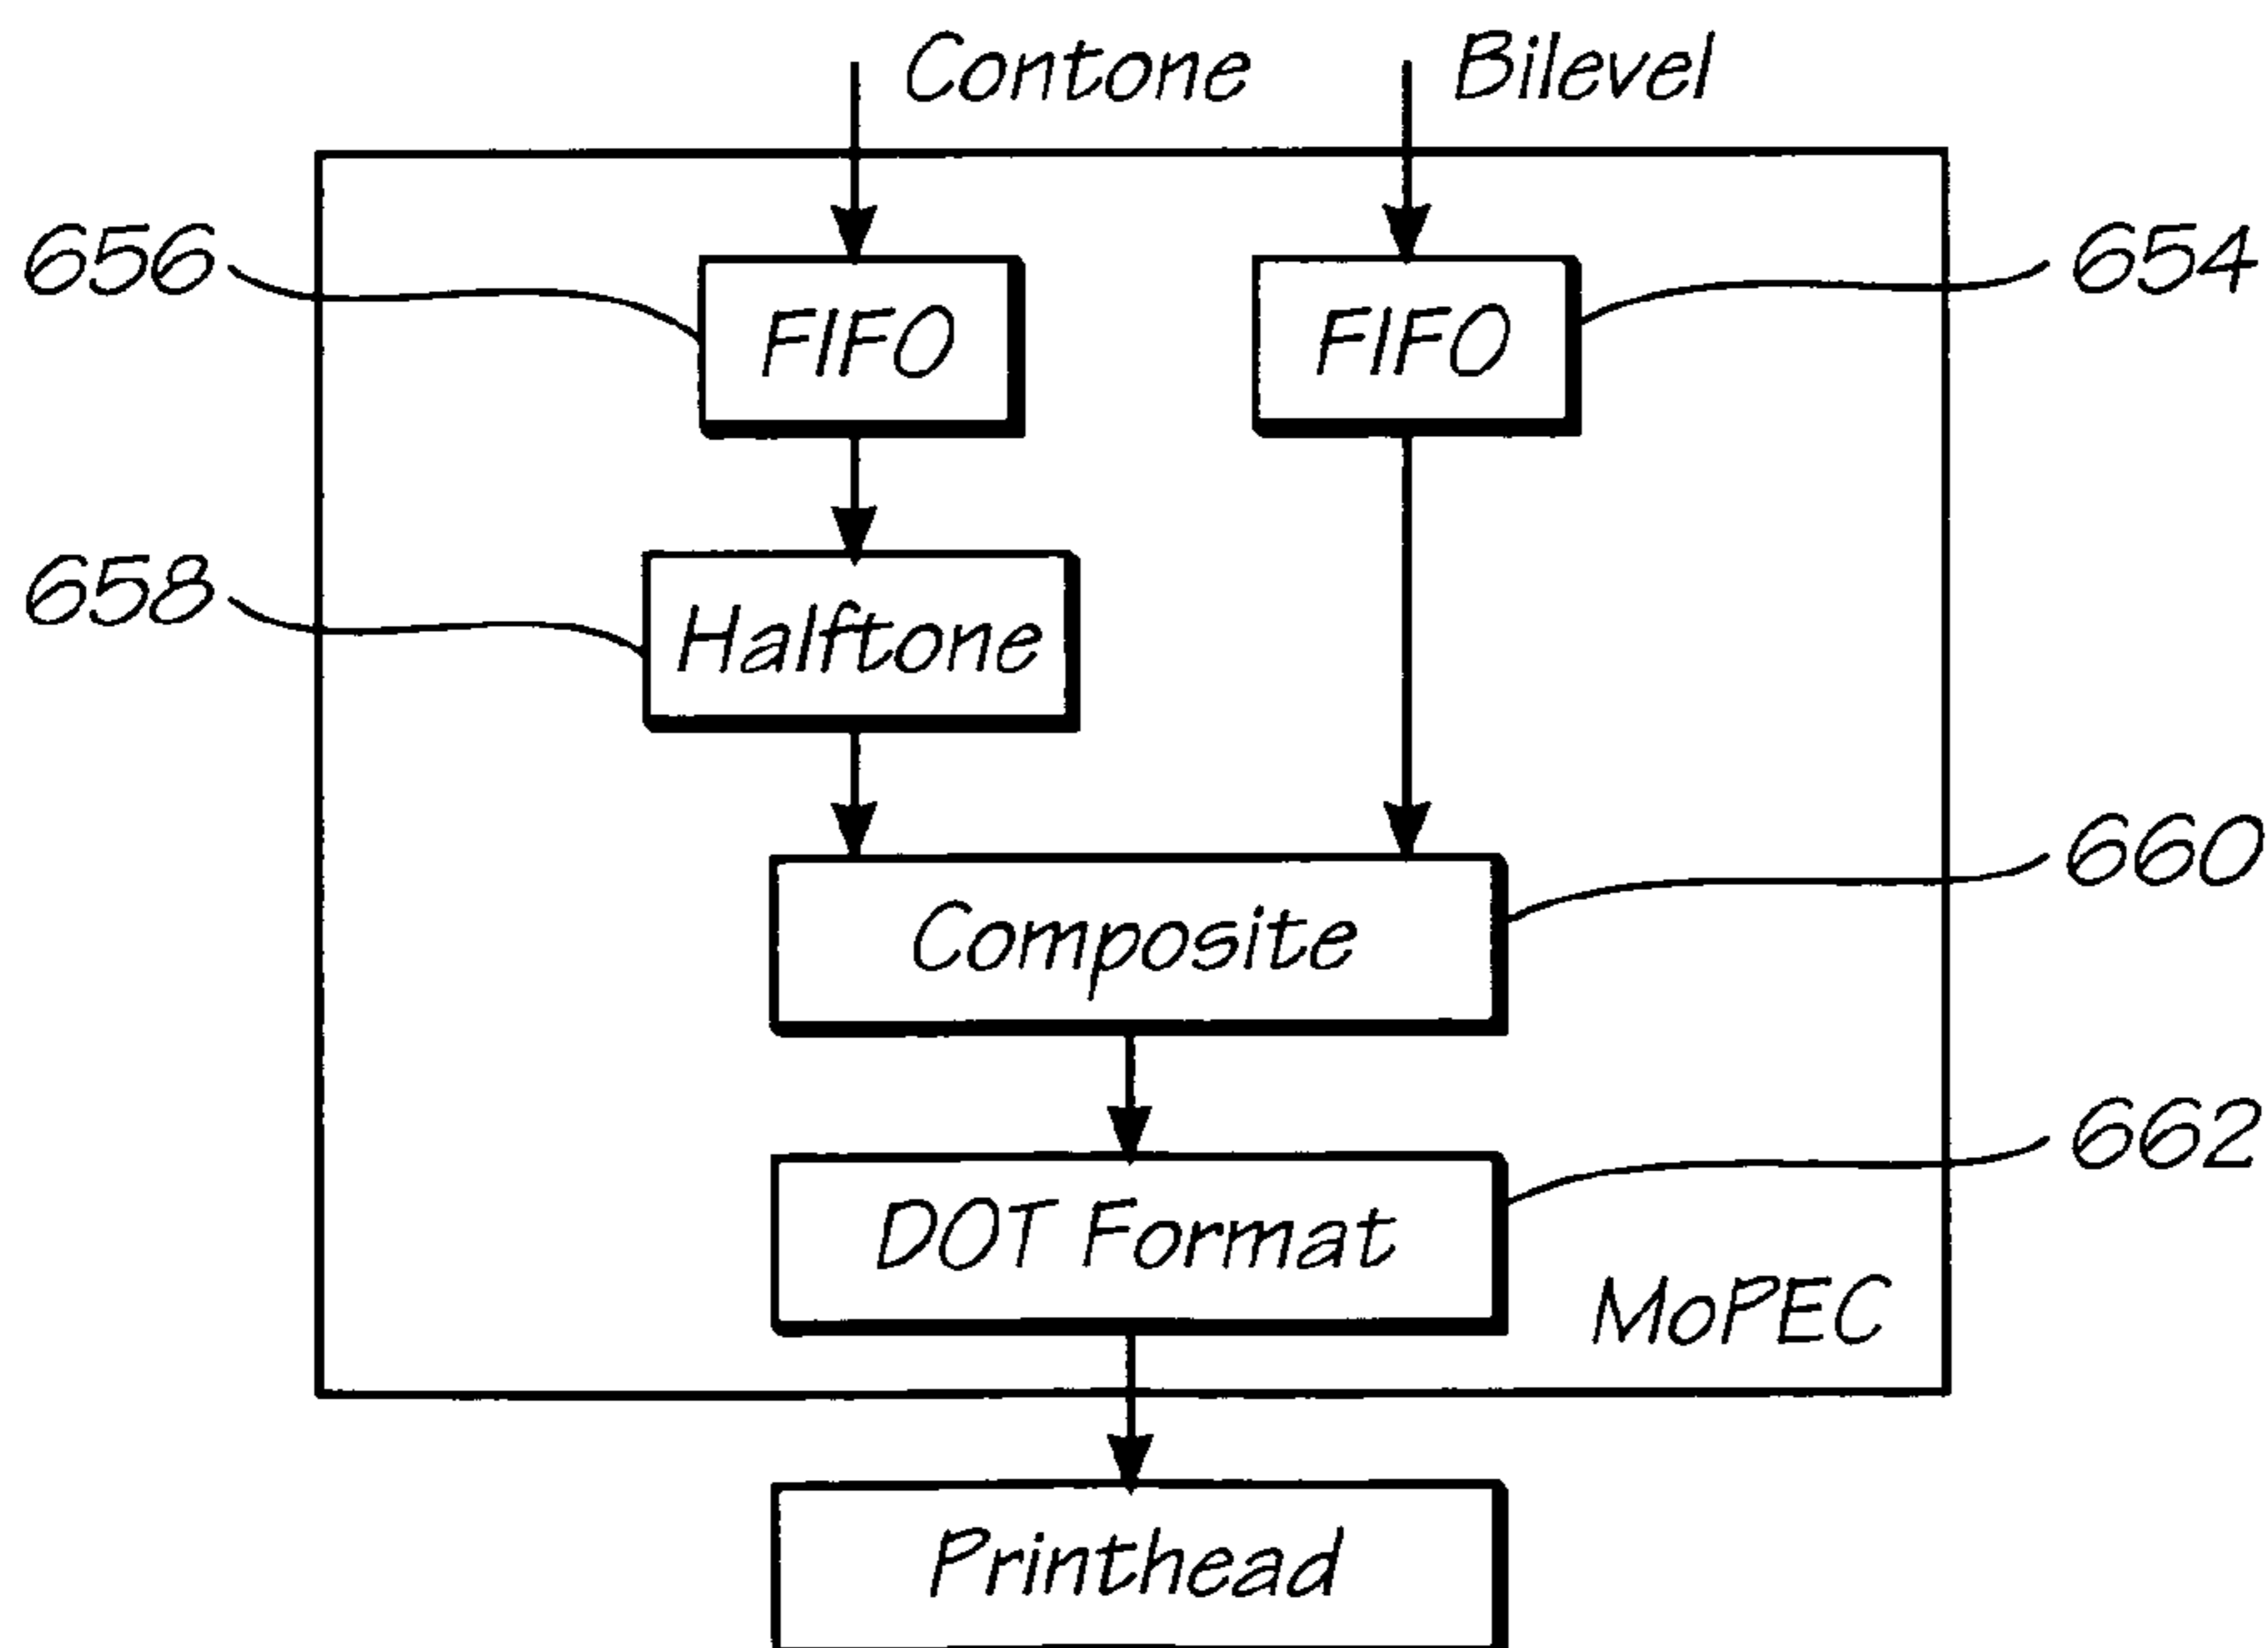 Contone
Bilevel
656
FIFO
FIFO
654
658
Halftone
660
Composite
662
DOT Format
MoPEC
Printhead